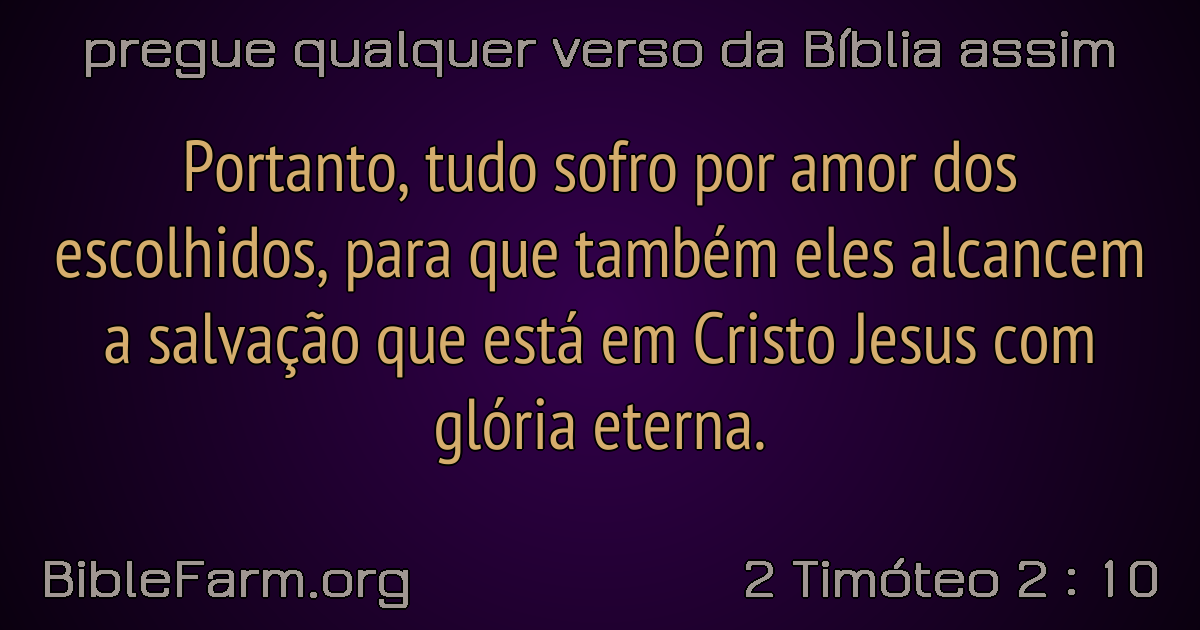 pregue qualquer verso da Bíblia assim
Portanto, tudo sofro por amor dos
escolhidos, para que também eles alcancem
a salvação que está em Cristo Jesus com
glória eterna.
BibleFarm.org
2 Timóteo 2 : 10